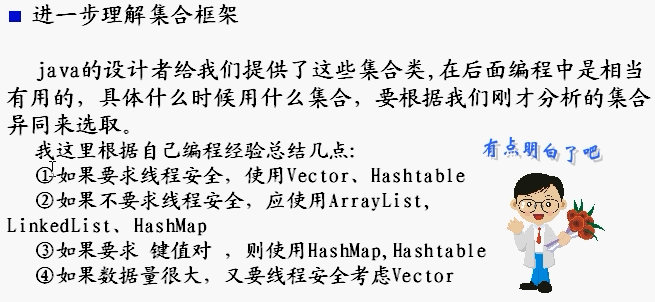 进一步理解集合框架
java的设计者给我们提供了这些集合类,在后面编程中是相当
有用的，具体什么时候用什么集合，要根据我们刚才分析的集合
异同来选取。
我这里根据自己编程经验总结几点:
①如果要求线程安全，使用Vector、Hashtable
②如果不要求线程安全，应使用ArrayList,
LinkedList、HashMap
③如果要求 键值对 ，则使用HashMap,Hashtable
④如果数据量很大，又要线程安全考虑Vector
有点明白了吧